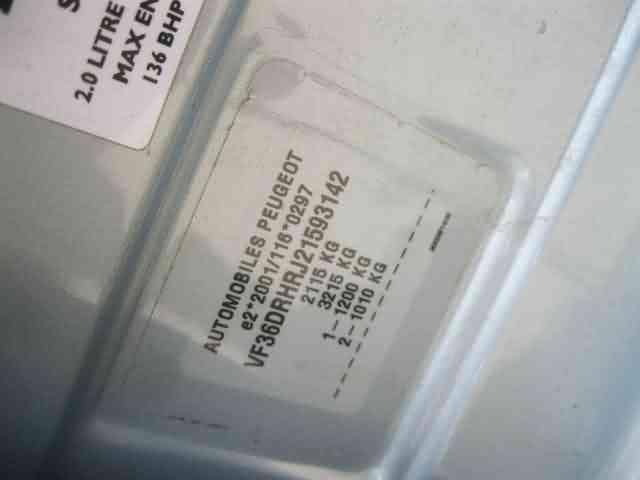 S
2.0 LITRE
MAX EN
136 BHP
AUTOMOBILES PEUGEOT
e2*2001/116*0297
VF36DRHRJ21593142
2115 KG
3215 KG
1-1200 KG
2-1010 KG